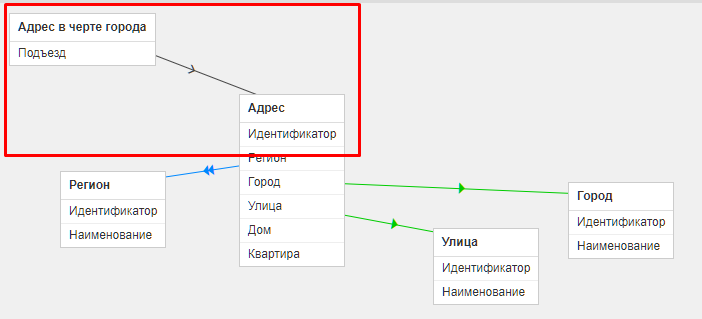 Адрес в черте города
Подъезд
Адрес
Идентификатор
Регион
Город
Улица
Дом
Квартира
Регион
Идентификатор
Наименование
Улица
Идентификатор
Наименование
Город
Идентификатор
Наименование